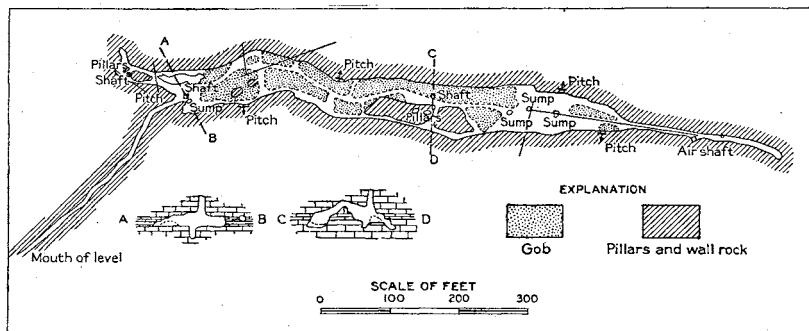 A
C
Pillars
Pitch
Pitch
Shaft
Shaft
Shaft
Sump
Pitch
Sump
Pillars
Sump
Sump
Pitch
B
Pitch
D
Air shaft
EXPLANATION
A
B
C
D
Gob
Pillars and wall rock
Mouth of level
SCALE OF FEET
0 100 200 300